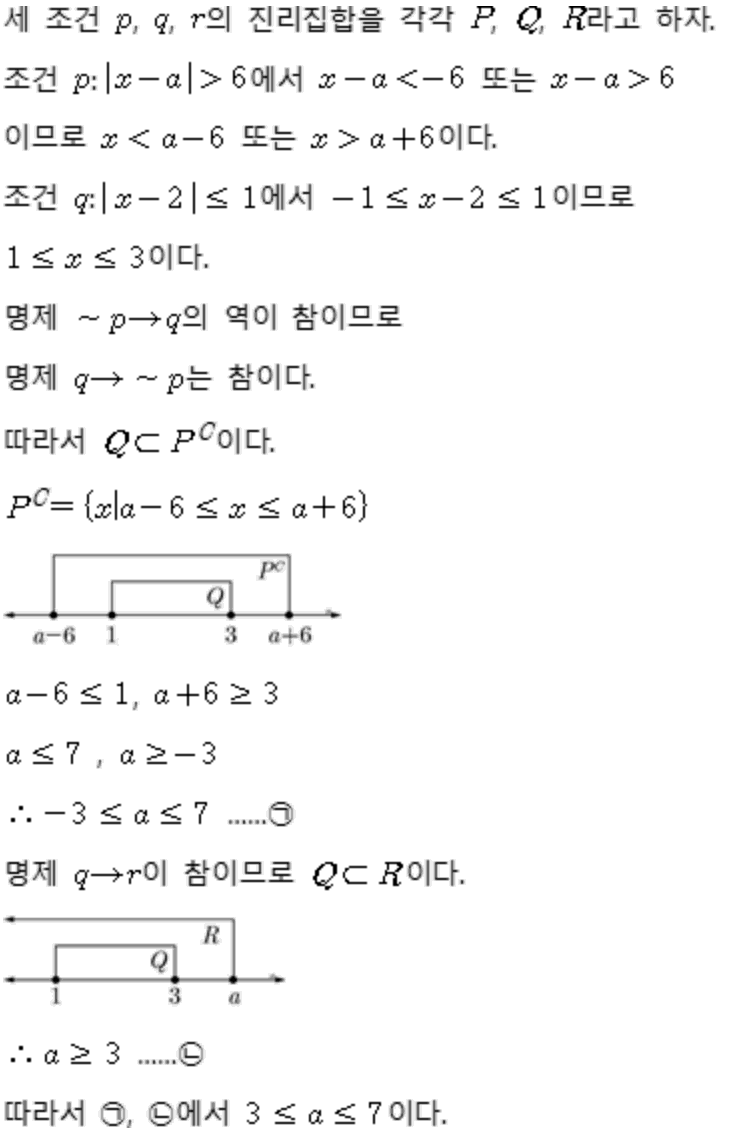 세 조건 p, q, r의 진리집합을 각각 P, Q, R라고 하자.
조건 p: |x-a| > 6에서 x-a < -6 또는 x-a > 6
이므로 x < a-6 또는 x > a+6이다.
조건 q: |x-2| ≤ 1에서 -1 ≤ x-2 ≤ 1이므로
1 ≤ x ≤ 3이다.
명제 ~p→q의 역이 참이므로
명제 q→ ~p는 참이다.
따라서 Q⊂P^C이다.
P^C = {x|a-6 ≤ x ≤ a+6}
P^C
Q
a-6 1 3 a+6
a-6 ≤ 1, a+6 ≥ 3
a ≤ 7 , a ≥ -3
∴ -3 ≤ a ≤ 7 ……㉠
명제 q→r이 참이므로 Q⊂R이다.
R
Q
1 3 a
∴ a ≥ 3 ……㉡
따라서 ㉠, ㉡에서 3 ≤ a ≤ 7이다.